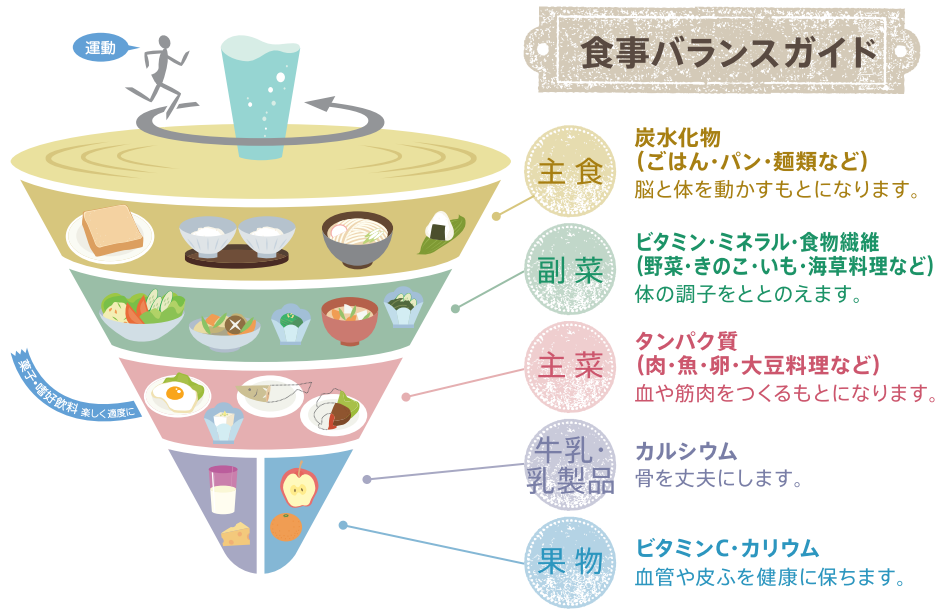 運動
食事バランスガイド
主食
炭水化物
(ごはん・パン・麺類など)
脳と体を動かすもとになります。
副菜
ビタミン・ミネラル・食物繊維
(野菜・きのこ・いも・海草料理など)
体の調子をととのえます。
主菜
タンパク質
(肉・魚・卵・大豆料理など)
血や筋肉をつくるもとになります。
菓子・嗜好飲料 楽しく適度に
牛乳・
乳製品
カルシウム
骨を丈夫にします。
果物
ビタミンC・カリウム
血管や皮ふを健康に保ちます。